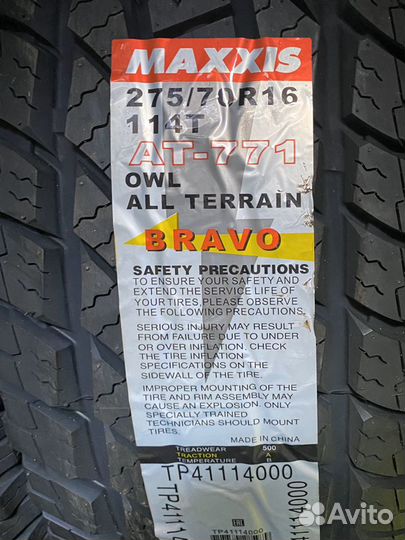 MAXXIS
275/70R16
114T
AT-771
OWL
ALL TERRAIN
BRAVO
SAFETY PRECAUTIONS
TO ENSURE YOUR SAFETY AND
EXTEND THE SERVICE LIFE OF
YOUR TIRES,PLEASE OBSERVE
THE FOLLOWING PRECAUTIONS.
SERIOUS INJURY MAY RESULT
FROM FAILURE DUE TO UNDER
OR OVER INFLATION. CHECK
THE TIRE INFLATION
SPECIFICATIONS ON THE
SIDEWALL OF THE TIRE.
IMPROPER MOUNTING OF THE
TIRE AND RIM ASSEMBLY MAY
CAUSE AN EXPLOSION. ONLY
SPECIALLY TRAINED
TECHNICIANS SHOULD MOUNT
TIRES.
MADE IN CHINA
TREADWEAR 500
TRACTION A
TEMPERATURE B
TP41114000
TP4111
TP41114000
41114000
Avito